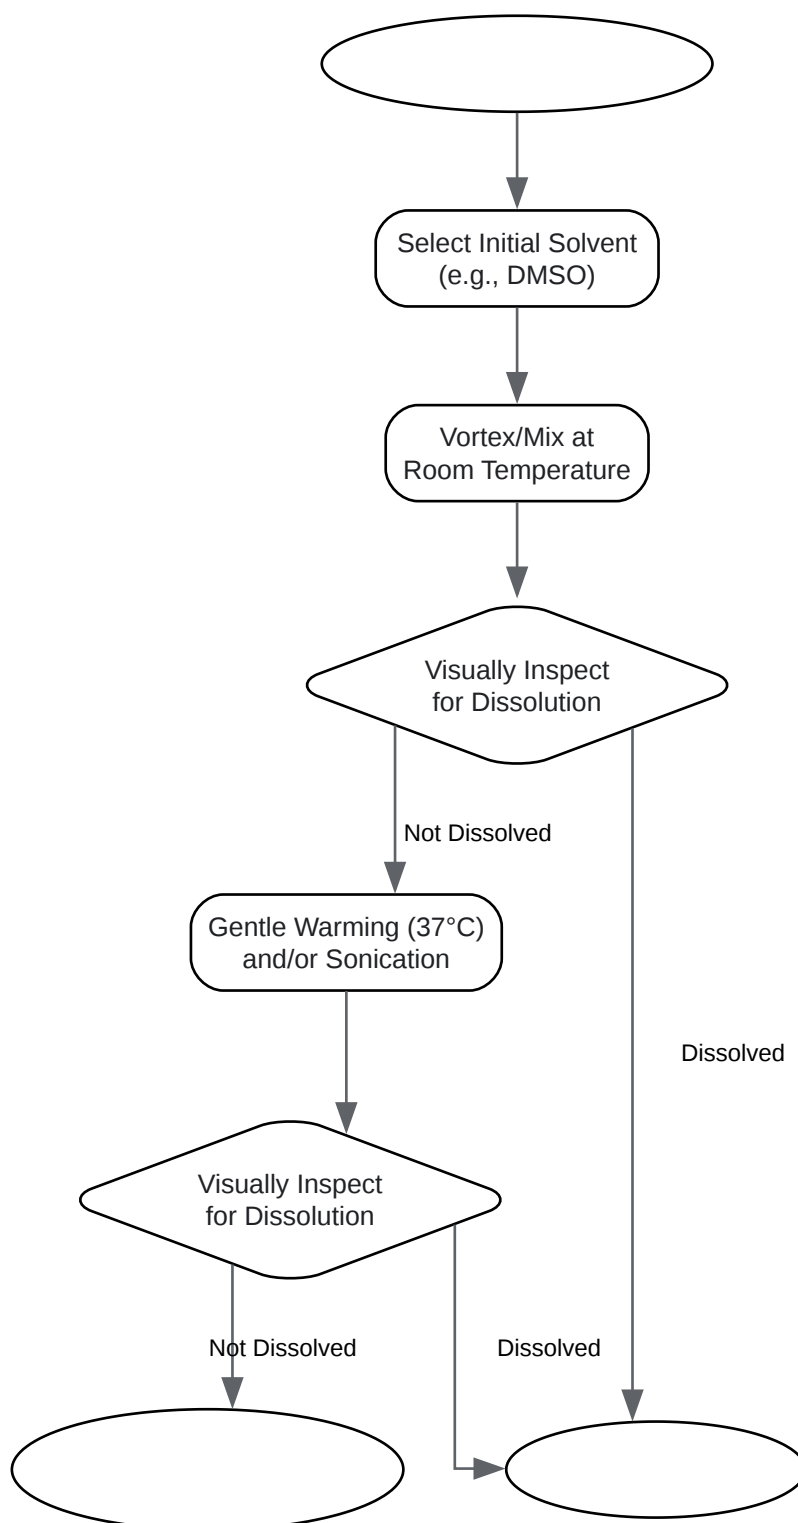 Select Initial Solvent
(e.g., DMSO)
Vortex/Mix at
Room Temperature
Visually Inspect
for Dissolution
Not Dissolved
Gentle Warming (37°C)
and/or Sonication
Dissolved
Visually Inspect
for Dissolution
Not Dissolved
Dissolved